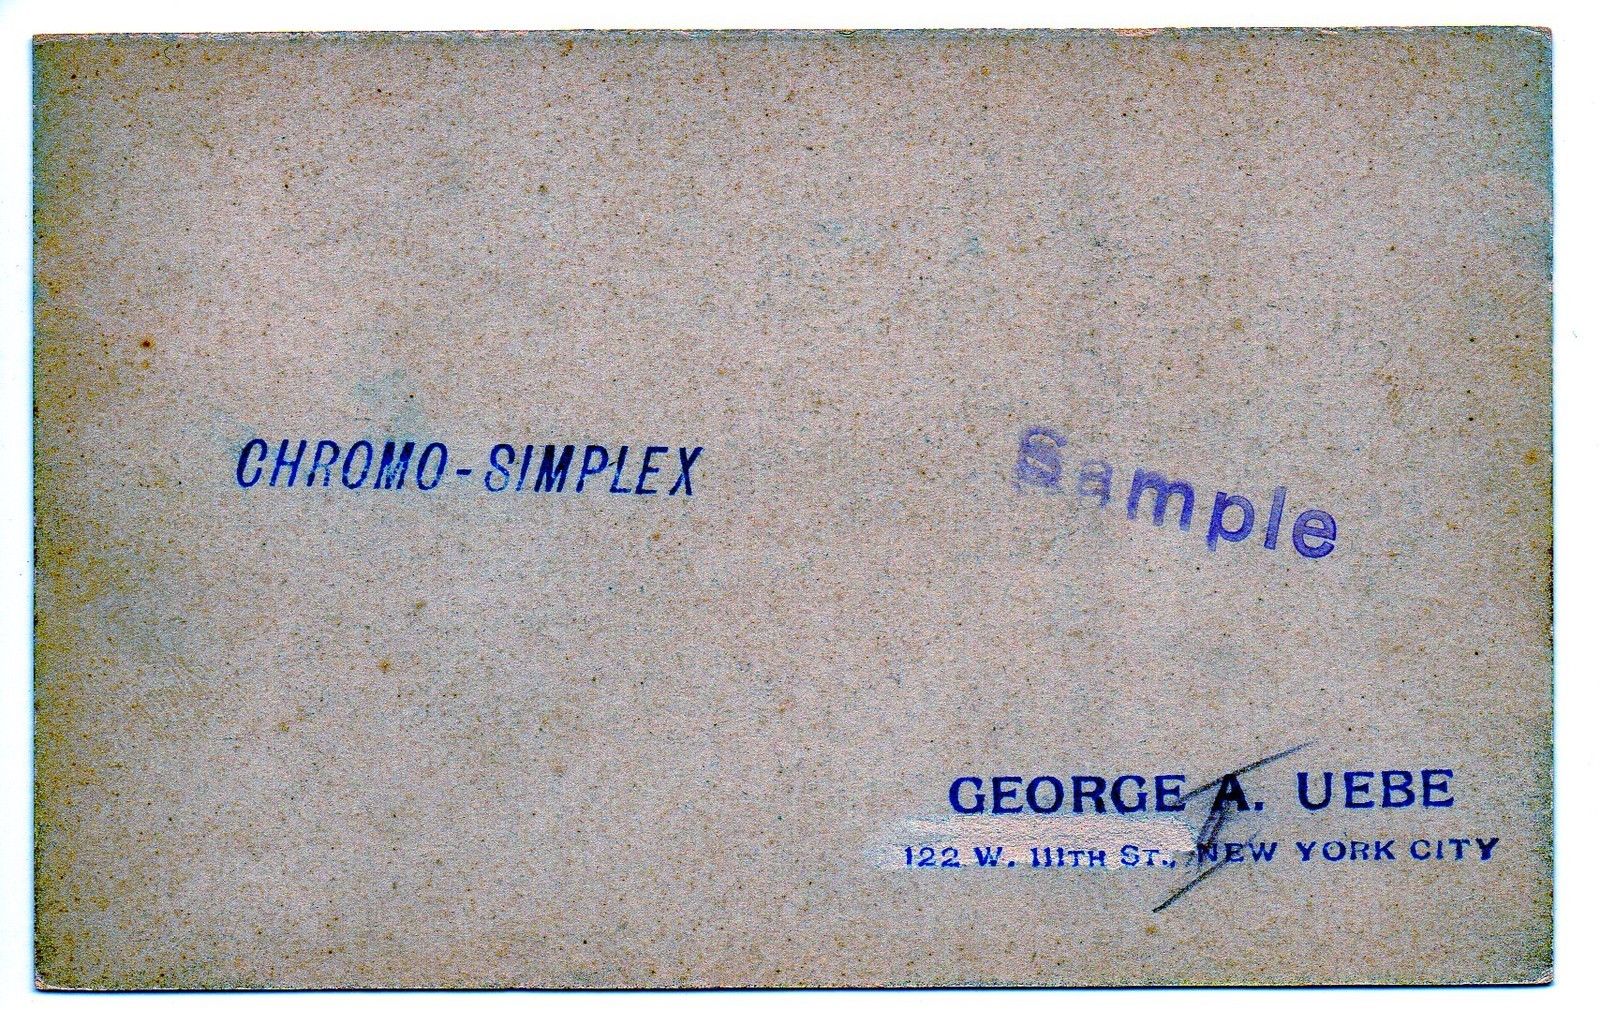 CHROMO-SIMPLEX
Sample
GEORGE A. UEBE
122 W. 111TH ST., NEW YORK CITY